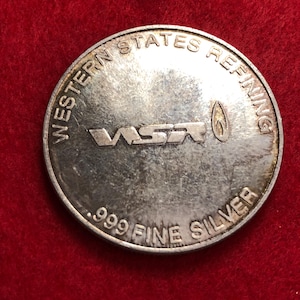 WESTERN STATES REFINING
WSR
.999 FINE SILVER